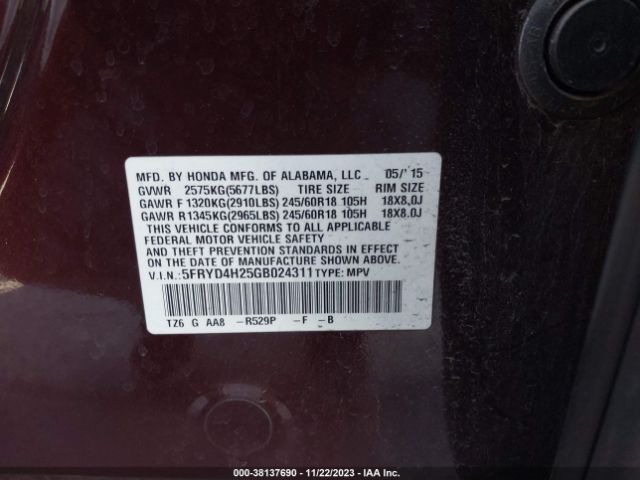 MFD. BY HONDA MFG. OF ALABAMA, LLC. 05/'15
GVWR 2575KG(5677LBS) TIRE SIZE RIM SIZE
GAWR F 1320KG(2910LBS) 245/60R18 105H 18X8.0J
GAWR R1345KG(2965LBS) 245/60R18 105H 18X8.0J
THIS VEHICLE CONFORMS TO ALL APPLICABLE
FEDERAL MOTOR VEHICLE SAFETY, BUMPER,
AND THEFT PREVENTION STANDARDS IN EFFECT
ON THE DATE OF MANUFACTURE SHOWN ABOVE.
V.I.N.:5FRYD4H25GB024311 TYPE: MPV
TZ6 G AA8 -R529P -F -B
000-38137690 - 11/22/2023 - IAA Inc.